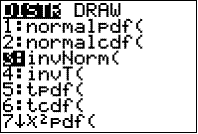 DISTR DRAW
1:normalpdf(
2:normalcdf(
3:invNorm(
4:invT(
5:tpdf(
6:tcdf(
7↓χ²pdf(